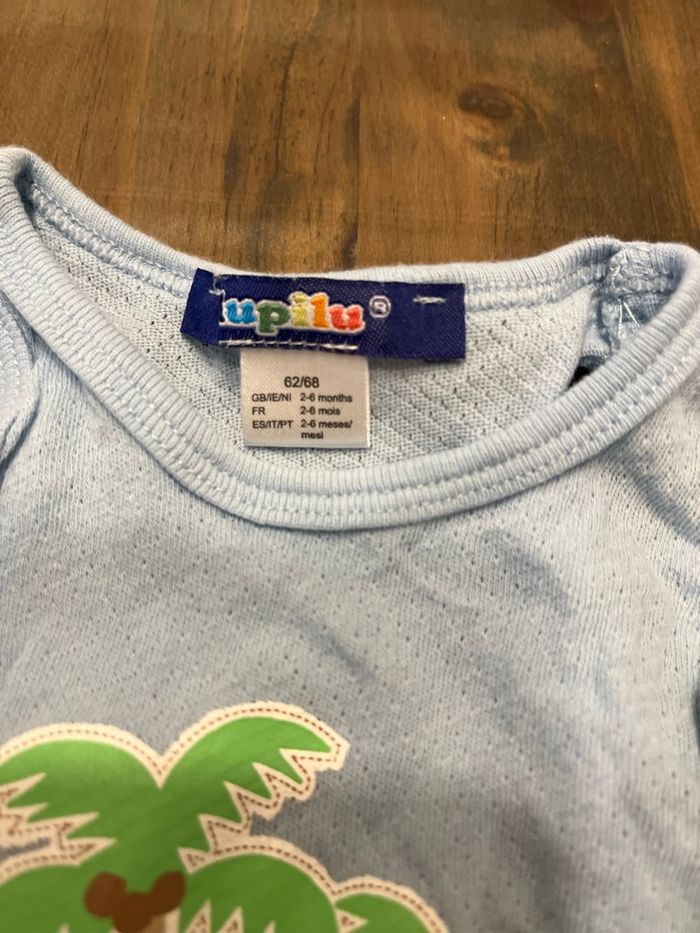 lupilu®
62/68
GB/IE/NI 2-6 months
FR 2-6 mois
ES/IT/PT 2-6 meses/
mesi